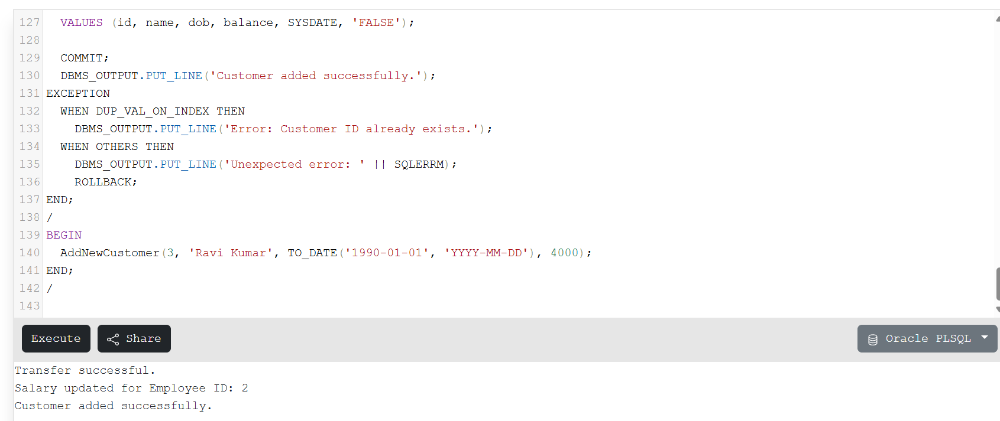 127 VALUES (id, name, dob, balance, SYSDATE, 'FALSE');
128
129 COMMIT;
130 DBMS_OUTPUT.PUT_LINE('Customer added successfully.');
131 EXCEPTION
132 WHEN DUP_VAL_ON_INDEX THEN
133 DBMS_OUTPUT.PUT_LINE('Error: Customer ID already exists.');
134 WHEN OTHERS THEN
135 DBMS_OUTPUT.PUT_LINE('Unexpected error: ' || SQLERRM);
136 ROLLBACK;
137 END;
138 /
139 BEGIN
140 AddNewCustomer(3, 'Ravi Kumar', TO_DATE('1990-01-01', 'YYYY-MM-DD'), 4000);
141 END;
142 /
143
Execute Share Oracle PLSQL
Transfer successful.
Salary updated for Employee ID: 2
Customer added successfully.